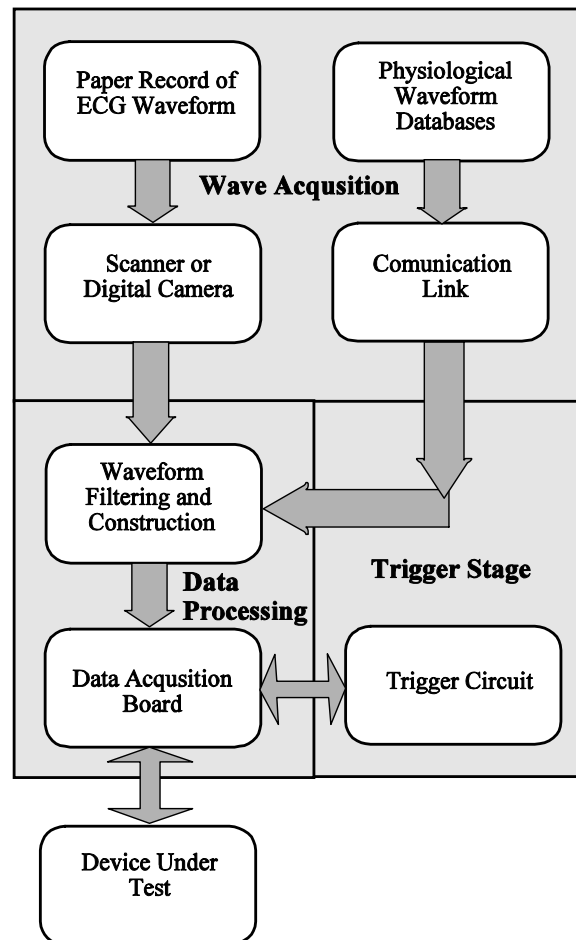 Paper Record of
ECG Waveform
Physiological
Waveform
Databases
Wave Acqusition
Scanner or
Digital Camera
Comunication
Link
Waveform
Filtering and
Construction
Trigger Stage
Data
Processing
Data Acqusition
Board
Trigger Circuit
Device Under
Test